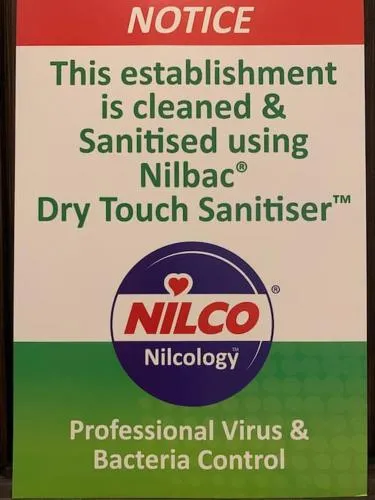 NOTICE
This establishment
is cleaned &
Sanitised using
Nilbac®
Dry Touch Sanitiser™
NILCO®
Nilcology™
Professional Virus &
Bacteria Control